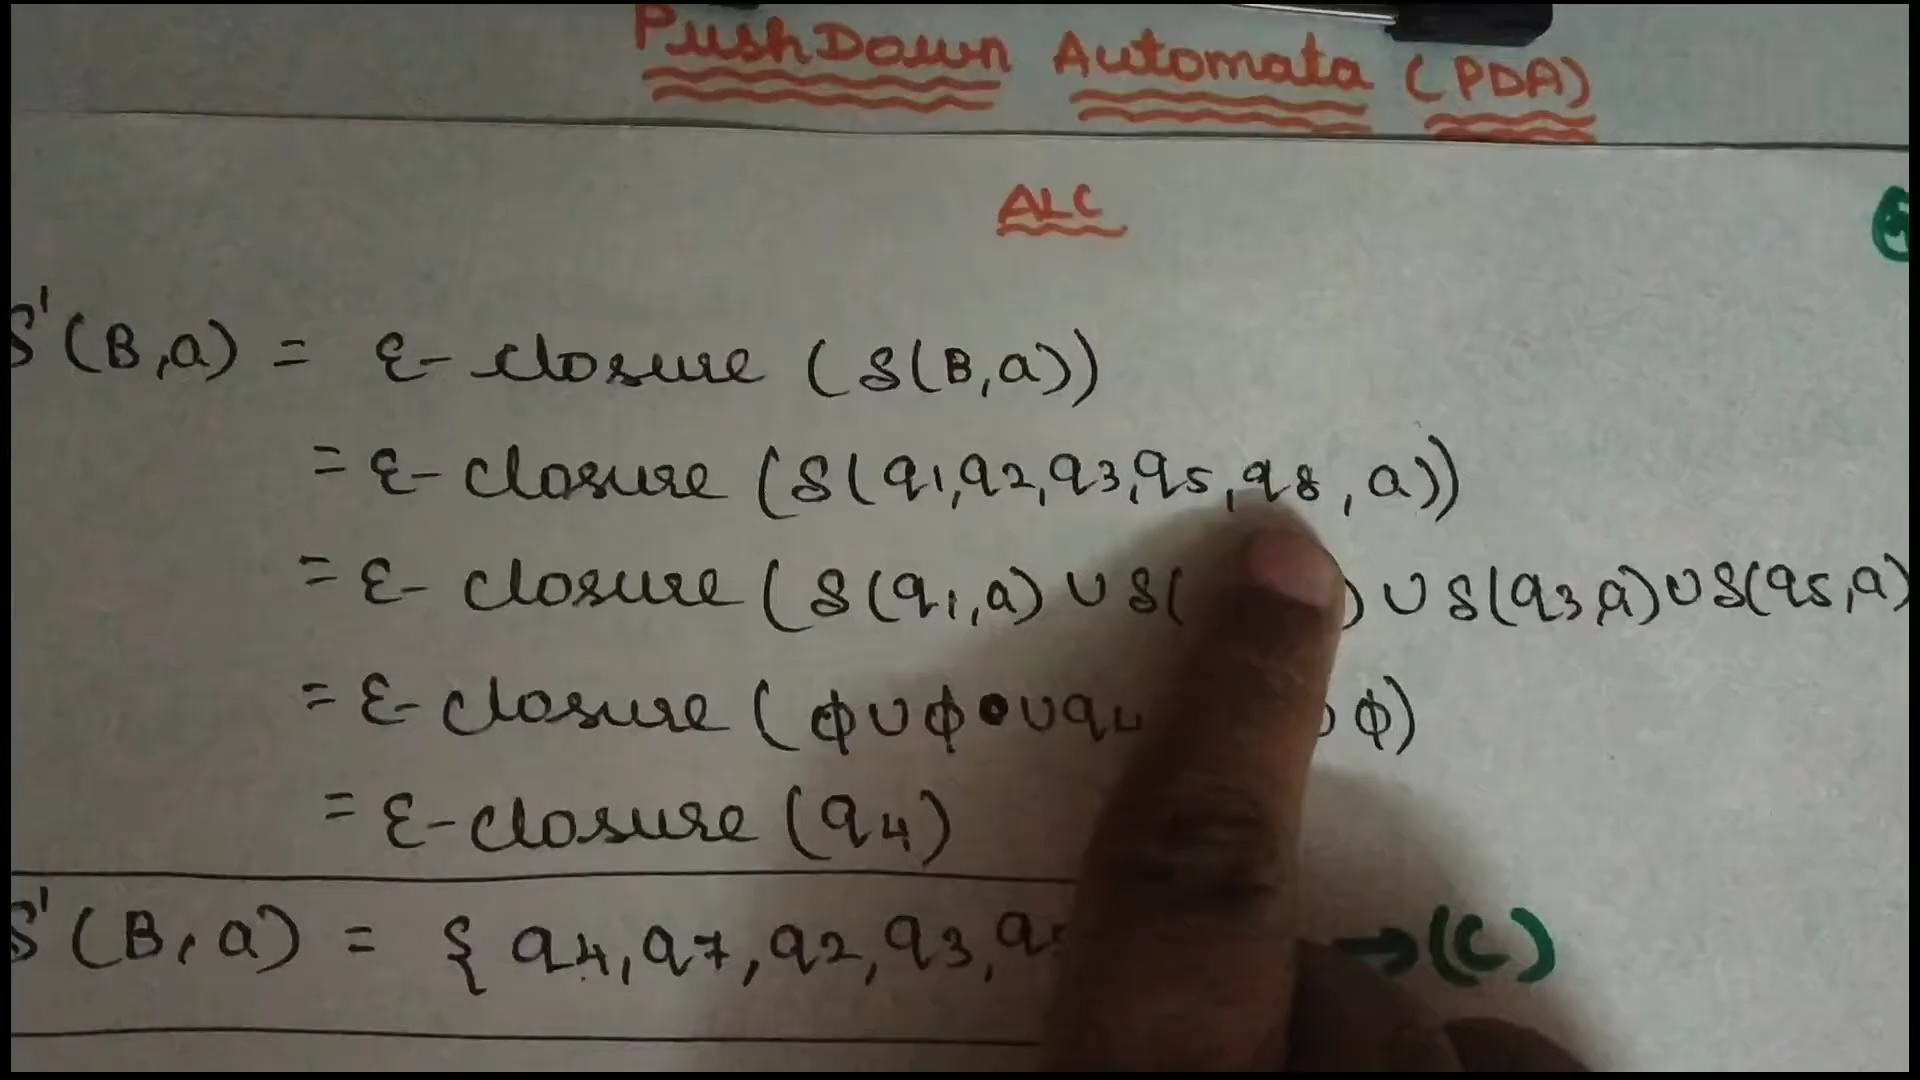 PushDown Automata (PDA)
ALC
δ'(B,a) = ε-closure (δ(B,a))
= ε-closure (δ(q1,q2,q3,q5,q8,a))
= ε-closure (δ(q1,a) ∪ δ( ) ∪ δ(q3,a) ∪ δ(q5,a)
= ε-closure (ϕ∪ϕ∪q4 ∪ ϕ)
= ε-closure (q4)
δ'(B,a) = { q4,q7,q2,q3, →(C)